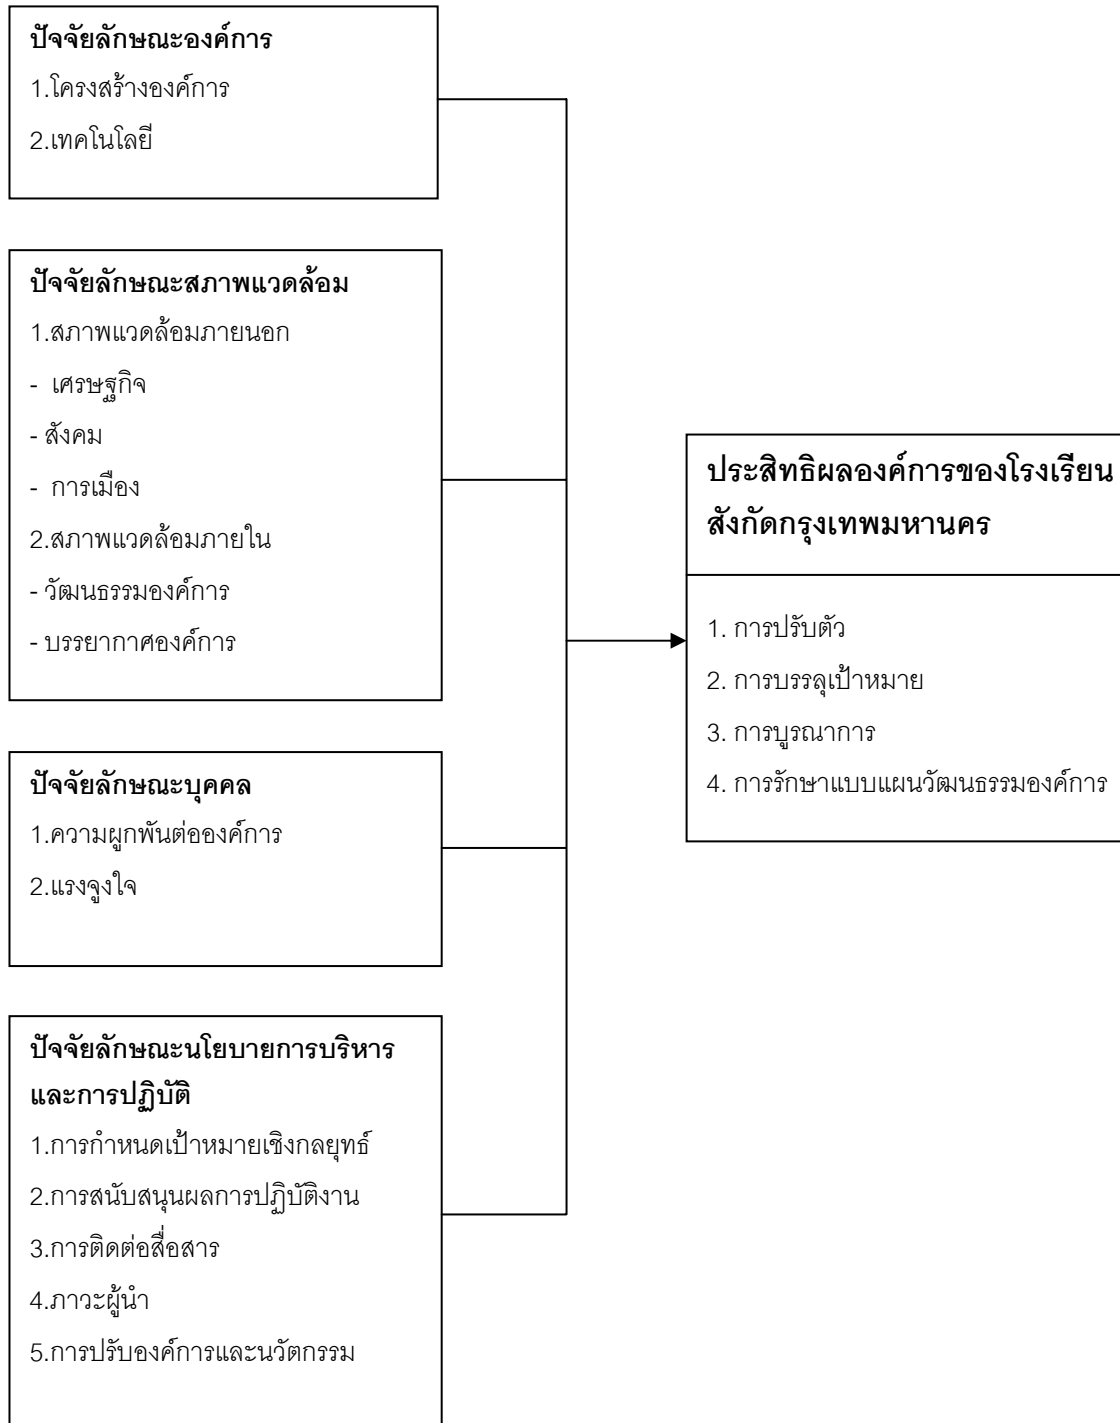 ปัจจัยลักษณะองค์การ
1.โครงสร้างองค์การ
2.เทคโนโลยี
ปัจจัยลักษณะสภาพแวดล้อม
1.สภาพแวดล้อมภายนอก
- เศรษฐกิจ
- สังคม
- การเมือง
2.สภาพแวดล้อมภายใน
- วัฒนธรรมองค์การ
- บรรยากาศองค์การ
ปัจจัยลักษณะบุคคล
1.ความผูกพันต่อองค์การ
2.แรงจูงใจ
ปัจจัยลักษณะนโยบายการบริหาร
และการปฏิบัติ
1.การกำหนดเป้าหมายเชิงกลยุทธ์
2.การสนับสนุนผลการปฏิบัติงาน
3.การติดต่อสื่อสาร
4.ภาวะผู้นำ
5.การปรับองค์การและนวัตกรรม
ประสิทธิผลองค์การของโรงเรียน
สังกัดกรุงเทพมหานคร
1. การปรับตัว
2. การบรรลุเป้าหมาย
3. การบูรณาการ
4. การรักษาแบบแผนวัฒนธรรมองค์การ